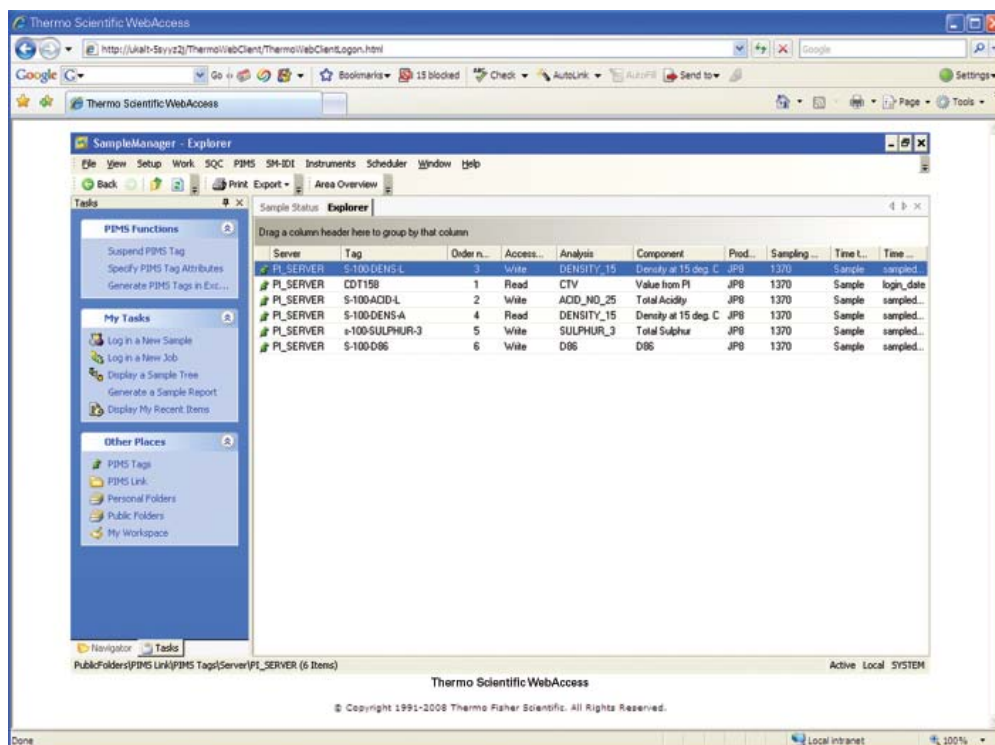 Thermo Scientific WebAccess
http://ukalt-5syyz2j/ThermoWebClient/ThermoWebClientLogon.html
Google
Google G Go Bookmarks 15 blocked Check AutoLink AutoFill Send to Settings
Thermo Scientific WebAccess Page Tools
SampleManager - Explorer
File View Setup Work SQC PIMS SM-IDI Instruments Scheduler Window Help
Back Print Export Area Overview
Tasks
Sample Status Explorer
PIMS Functions
Suspend PIMS Tag
Specify PIMS Tag Attributes
Generate PIMS Tags in Exc...
My Tasks
Log in a New Sample
Log in a New Job
Display a Sample Tree
Generate a Sample Report
Display My Recent Items
Other Places
PIMS Tags
PIMS Link
Personal Folders
Public Folders
My Workspace
Navigator Tasks
Drag a column header here to group by that column
Server Tag Order n... Access... Analysis Component Prod... Sampling ... Time t... Time ...
PI_SERVER S-100-DENS-L 3 Write DENSITY_15 Density at 15 deg. C JP8 1370 Sample sampled...
PI_SERVER CDT158 1 Read CTV Value from PI JP8 1370 Sample login_date
PI_SERVER S-100-ACID-L 2 Write ACID_NO_25 Total Acidity JP8 1370 Sample sampled...
PI_SERVER S-100-DENS-A 4 Read DENSITY_15 Density at 15 deg. C JP8 1370 Sample sampled...
PI_SERVER s-100-SULPHUR-3 5 Write SULPHUR_3 Total Sulphur JP8 1370 Sample sampled...
PI_SERVER S-100-D86 6 Write D86 D86 JP8 1370 Sample sampled...
PublicFolders\PIMS Link\PIMS Tags\Server\PI_SERVER (6 Items) Active Local SYSTEM
Thermo Scientific WebAccess
© Copyright 1991-2008 Thermo Fisher Scientific. All Rights Reserved.
Done Local intranet 100%